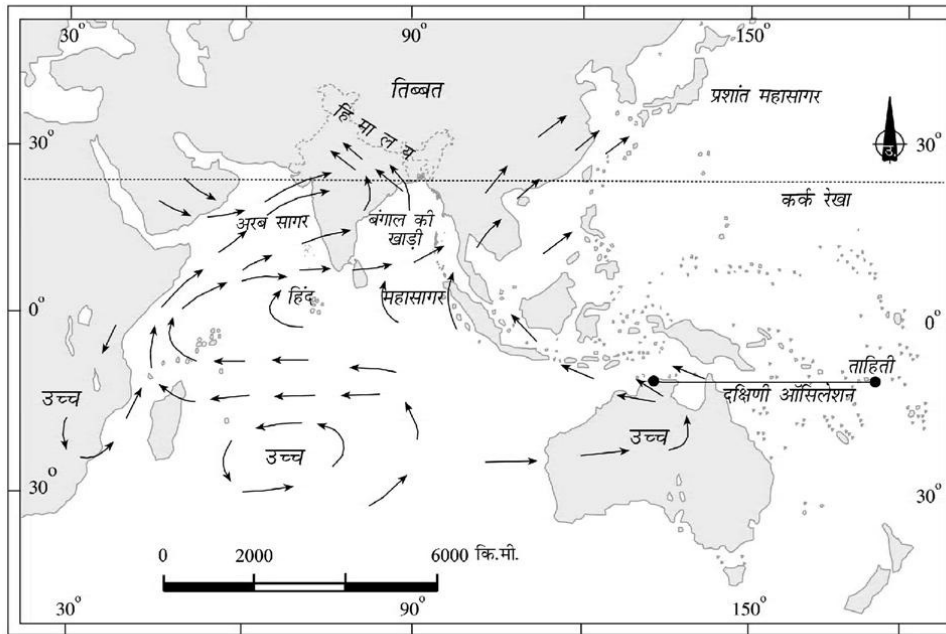 30°
90°
150°
तिब्बत
प्रशांत महासागर
हिमालय
30°
उ.
30°
कर्क रेखा
अरब सागर
बंगाल की
खाड़ी
हिंद
महासागर
0°
0°
ताहिती
दक्षिणी ऑसिलेशन
उच्च
उच्च
उच्च
30°
30°
0
2000
6000 कि.मी.
30°
90°
150°